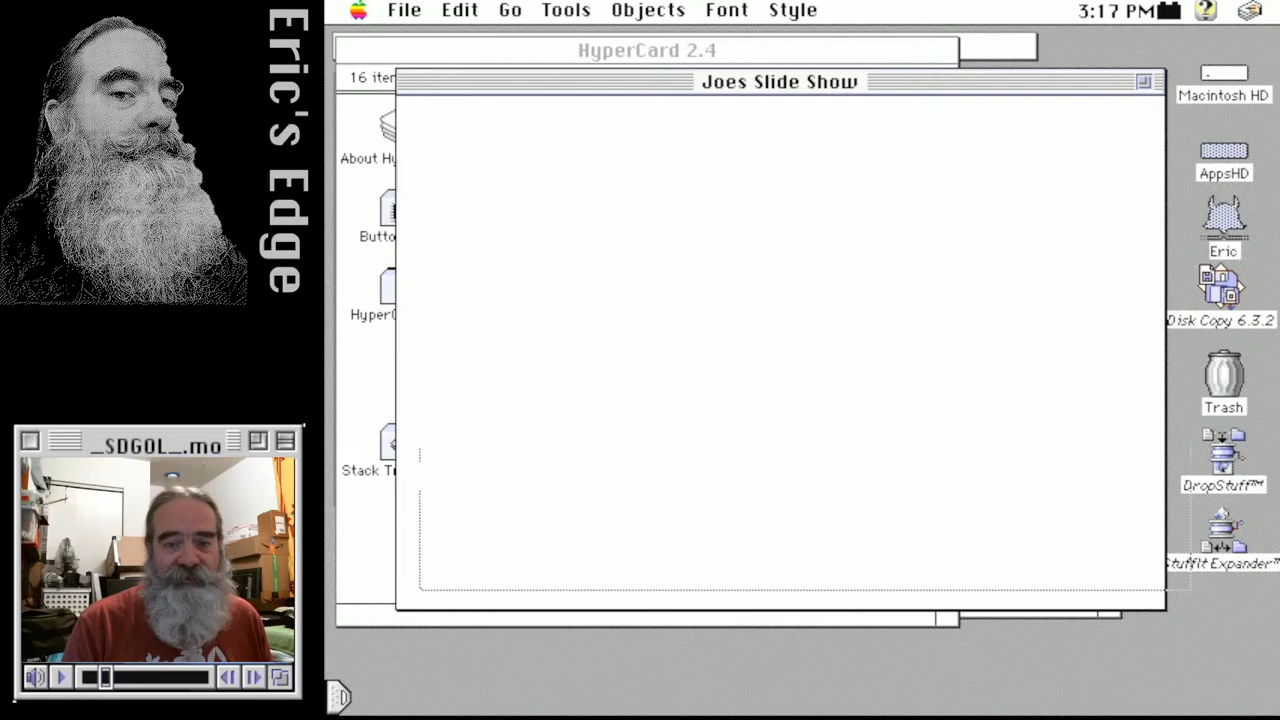 Eric's Edge
File Edit Go Tools Objects Font Style
3:17 PM
HyperCard 2.4
16 iter
Joes Slide Show
Macintosh HD
About Hy
AppsHD
Butto
Eric
HyperC
Disk Copy 6.3.2
Trash
Stack Tr
DropStuff™
StuffIt Expander™
_SDGOL_.mo